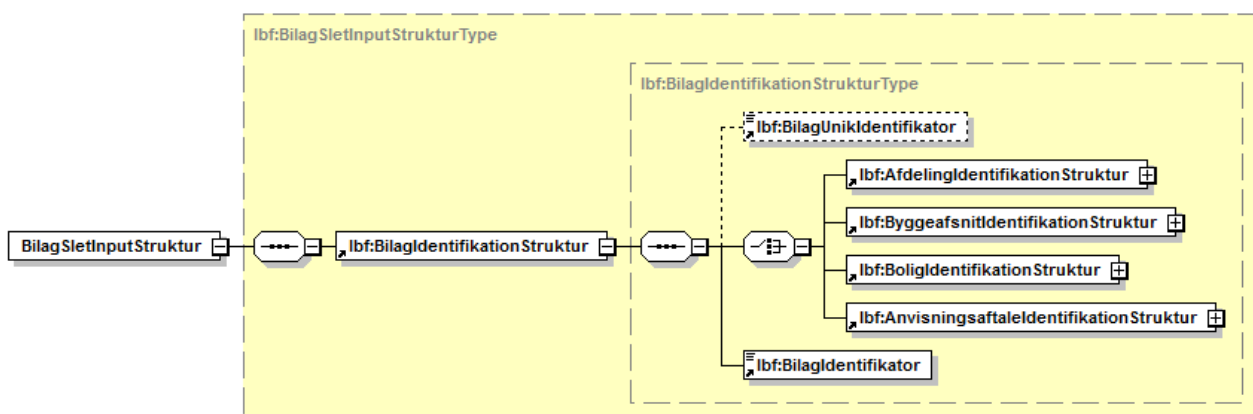 lbf:BilagSletInputStrukturType
lbf:BilagIdentifikationStrukturType
lbf:BilagUnikIdentifikator
lbf:AfdelingIdentifikationStruktur
lbf:ByggeafsnitIdentifikationStruktur
BilagSletInputStruktur
lbf:BilagIdentifikationStruktur
lbf:BoligIdentifikationStruktur
lbf:AnvisningsaftaleIdentifikationStruktur
lbf:BilagIdentifikator